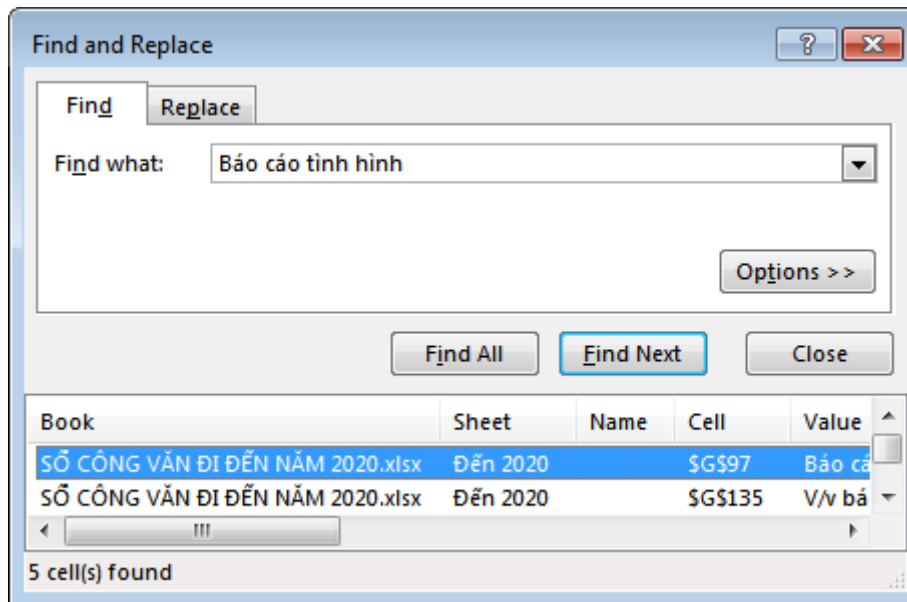 Find and Replace
Find Replace
Find what: Báo cáo tình hình
Options >>
Find All Find Next Close
Book Sheet Name Cell Value
SỔ CÔNG VĂN ĐI ĐẾN NĂM 2020.xlsx Đến 2020 $G$97 Báo cá
SỔ CÔNG VĂN ĐI ĐẾN NĂM 2020.xlsx Đến 2020 $G$135 V/v bá
5 cell(s) found